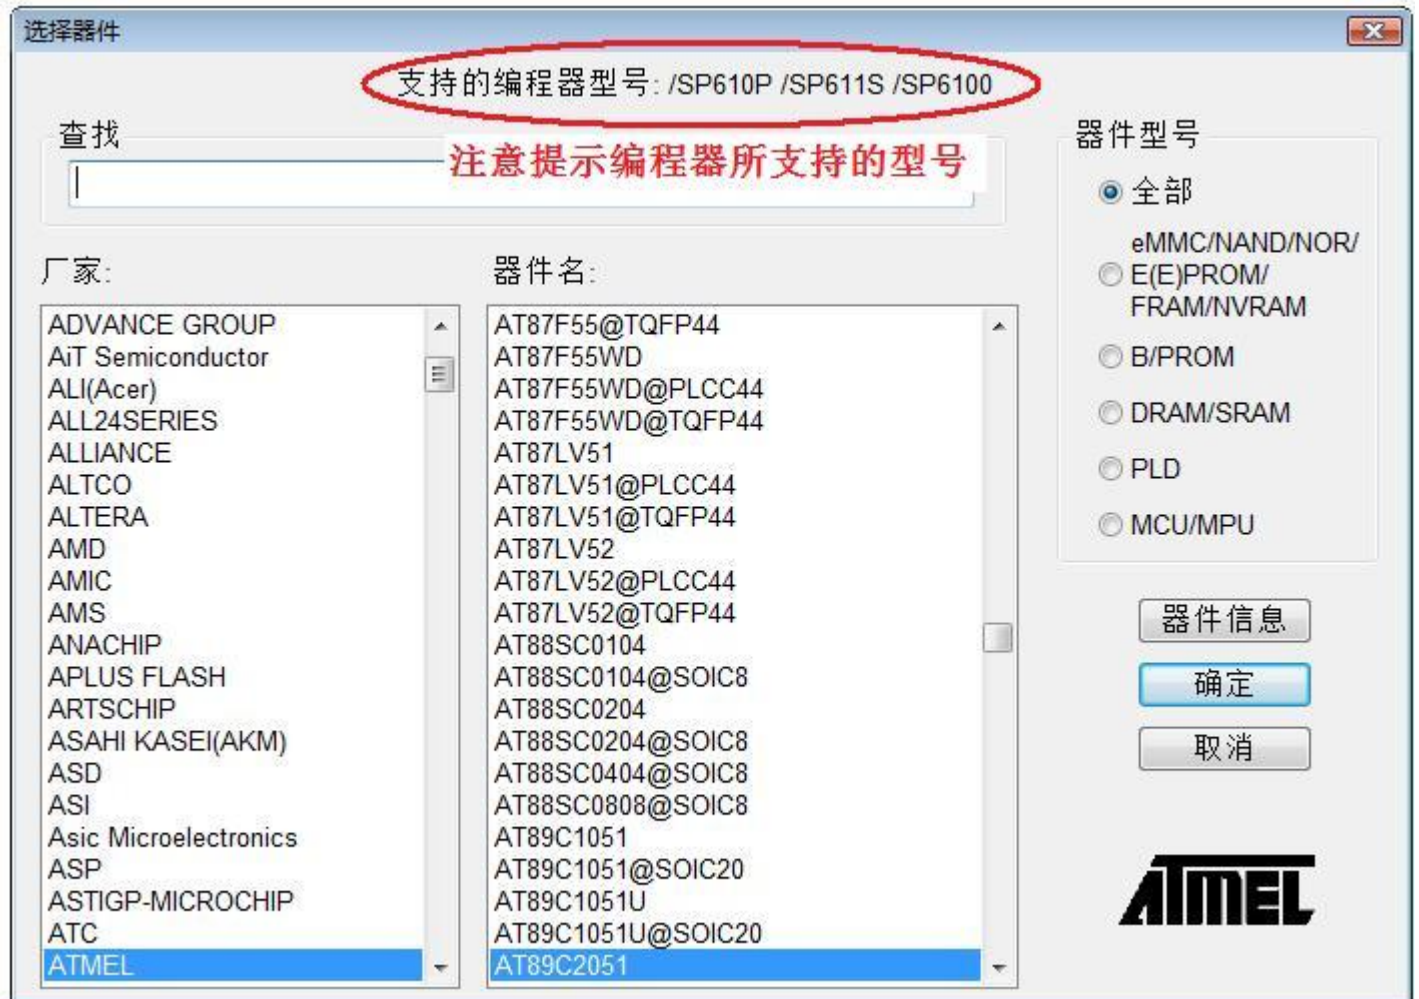 选择器件
支持的编程器型号: /SP610P /SP611S /SP6100
查找
注意提示编程器所支持的型号
厂家:
ADVANCE GROUP
AiT Semiconductor
ALI(Acer)
ALL24SERIES
ALLIANCE
ALTCO
ALTERA
AMD
AMIC
AMS
ANACHIP
APLUS FLASH
ARTSCHIP
ASAHI KASEI(AKM)
ASD
ASI
Asic Microelectronics
ASP
ASTIGP-MICROCHIP
ATC
ATMEL
器件名:
AT87F55@TQFP44
AT87F55WD
AT87F55WD@PLCC44
AT87F55WD@TQFP44
AT87LV51
AT87LV51@PLCC44
AT87LV51@TQFP44
AT87LV52
AT87LV52@PLCC44
AT87LV52@TQFP44
AT88SC0104
AT88SC0104@SOIC8
AT88SC0204
AT88SC0204@SOIC8
AT88SC0404@SOIC8
AT88SC0808@SOIC8
AT89C1051
AT89C1051@SOIC20
AT89C1051U
AT89C1051U@SOIC20
AT89C2051
器件型号
全部
eMMC/NAND/NOR/
E(E)PROM/
FRAM/NVRAM
B/PROM
DRAM/SRAM
PLD
MCU/MPU
器件信息
确定
取消
ATMEL